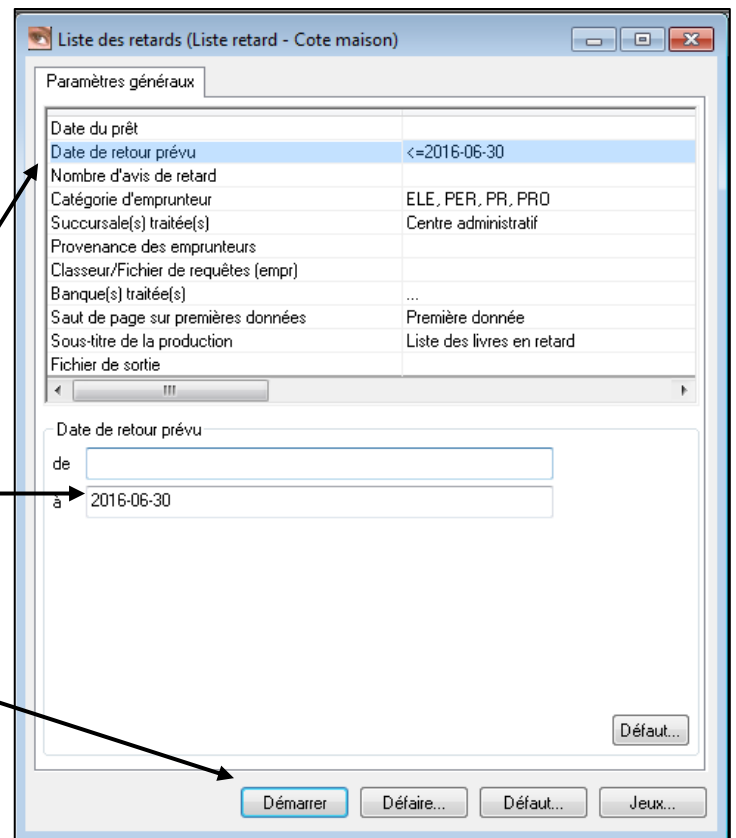 Liste des retards (Liste retard - Cote maison)
Paramètres généraux
Date du prêt
Date de retour prévu <=2016-06-30
Nombre d'avis de retard
Catégorie d'emprunteur ELE, PER, PR, PRO
Succursale(s) traitée(s) Centre administratif
Provenance des emprunteurs
Classeur/Fichier de requêtes (empr)
Banque(s) traitée(s) ...
Saut de page sur premières données Première donnée
Sous-titre de la production Liste des livres en retard
Fichier de sortie
Date de retour prévu
de
à 2016-06-30
Défaut...
Démarrer Défaire... Défaut... Jeux...